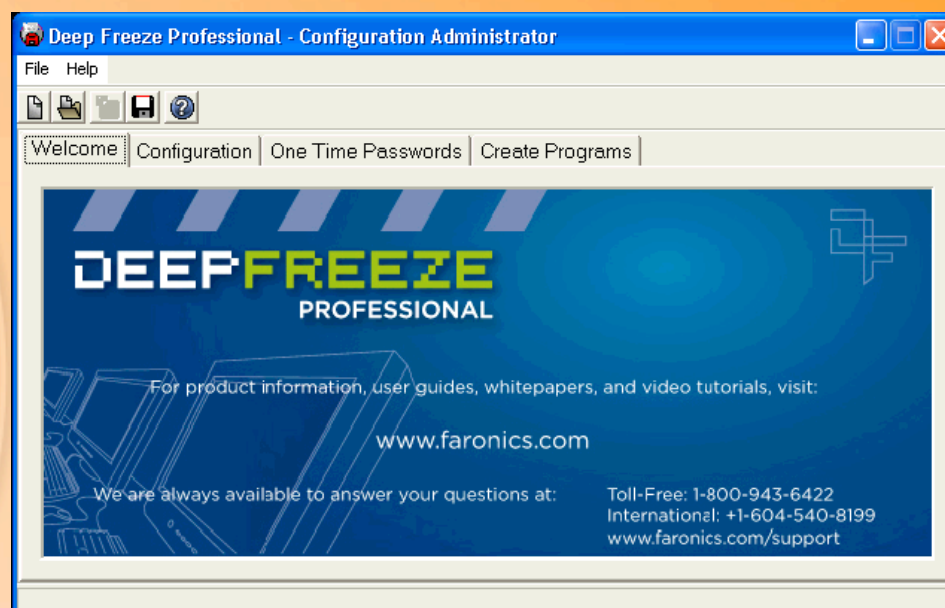 Deep Freeze Professional - Configuration Administrator
File Help
Welcome Configuration One Time Passwords Create Programs
DEEPFREEZE
PROFESSIONAL
For product information, user guides, whitepapers, and video tutorials, visit:
www.faronics.com
We are always available to answer your questions at:
Toll-Free: 1-800-943-6422
International: +1-604-540-8199
www.faronics.com/support